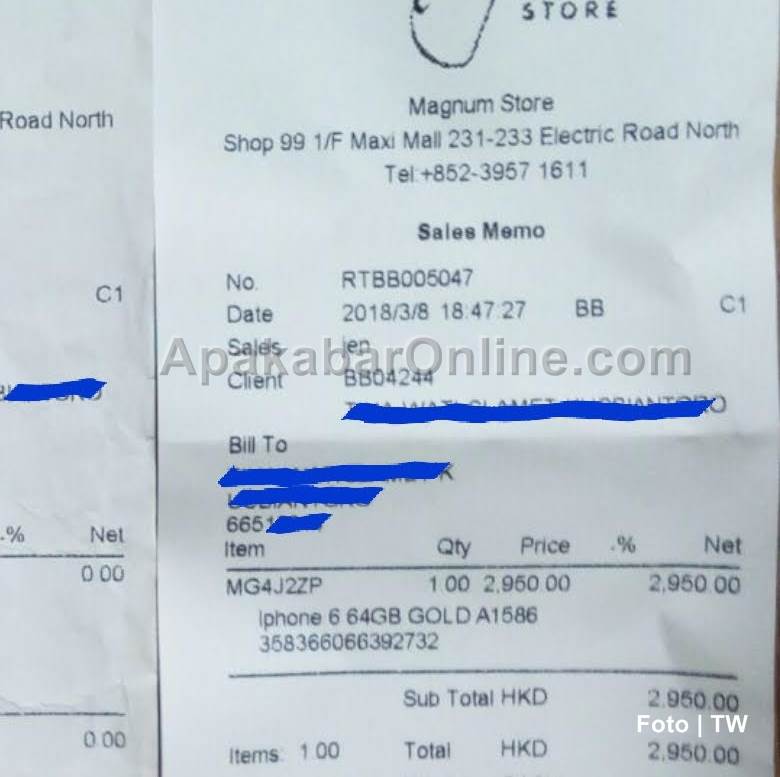 STORE
Magnum Store
Shop 99 1/F Maxi Mall 231-233 Electric Road North
Tel:+852-3957 1611
Sales Memo
No. RTBB005047
Date 2018/3/8 18:47:27 BB C1
Sales jen
ApakabarOnline.com
Client BB04244
Bill To
665
Item Qty Price .% Net
MG4J2ZP 1.00 2,950.00 2,950.00
Iphone 6 64GB GOLD A1586
358366066392732
Sub Total HKD 2,950.00
Foto | TW
Items: 1.00 Total HKD 2,950.00
Road North
C1
.% Net
0.00
0.00